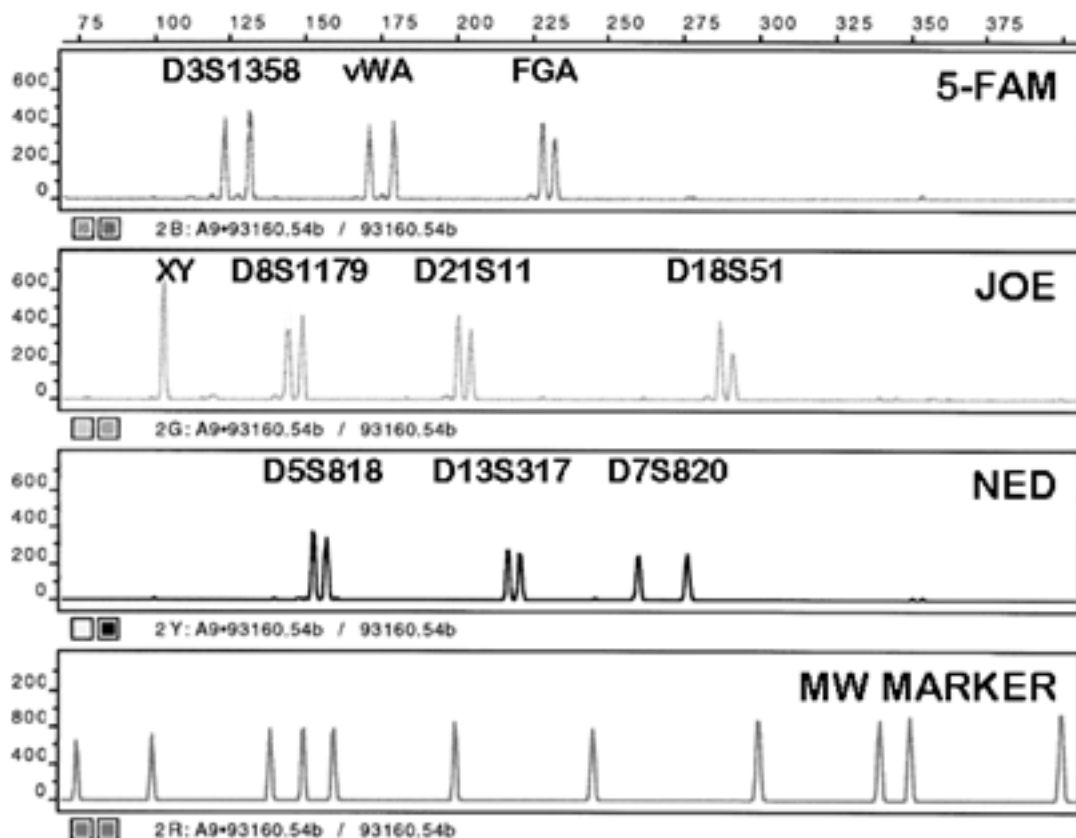 75 100 125 150 175 200 225 250 275 300 325 350 375
D3S1358 vWA FGA 5-FAM
600
400
200
0
2B: A9•93160.54b / 93160.54b
XY D8S1179 D21S11 D18S51 JOE
600
400
200
0
2G: A9•93160.54b / 93160.54b
D5S818 D13S317 D7S820 NED
600
400
200
0
2Y: A9•93160.54b / 93160.54b
MW MARKER
200
800
400
0
2R: A9•93160.54b / 93160.54b